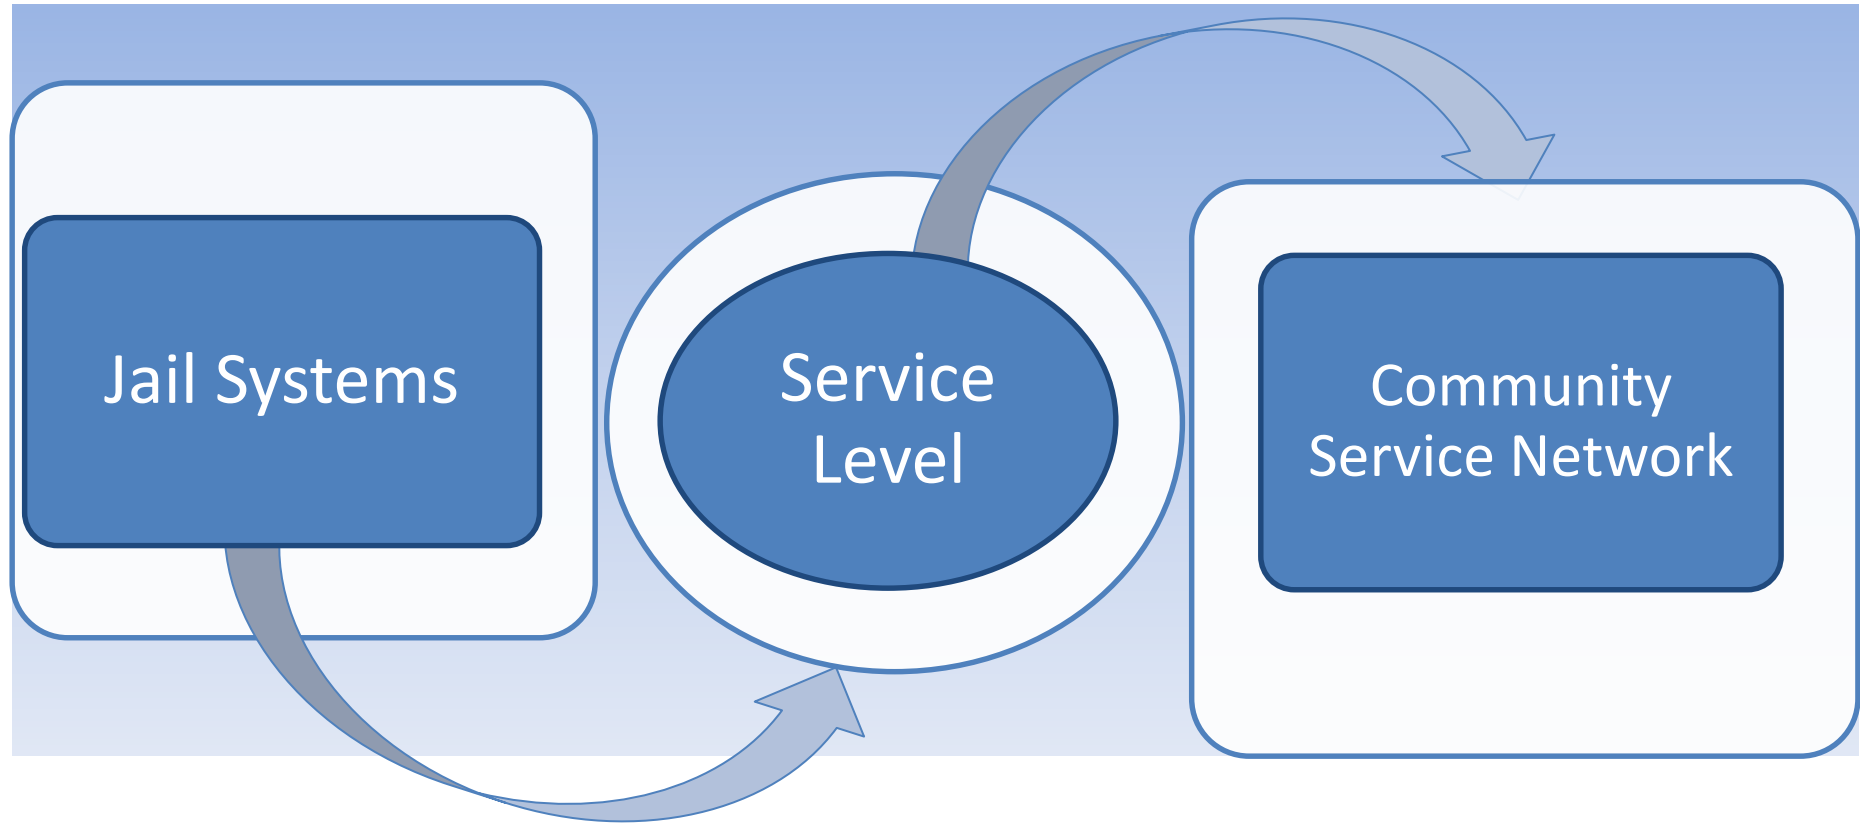 Jail Systems
Service
Level
Community
Service Network